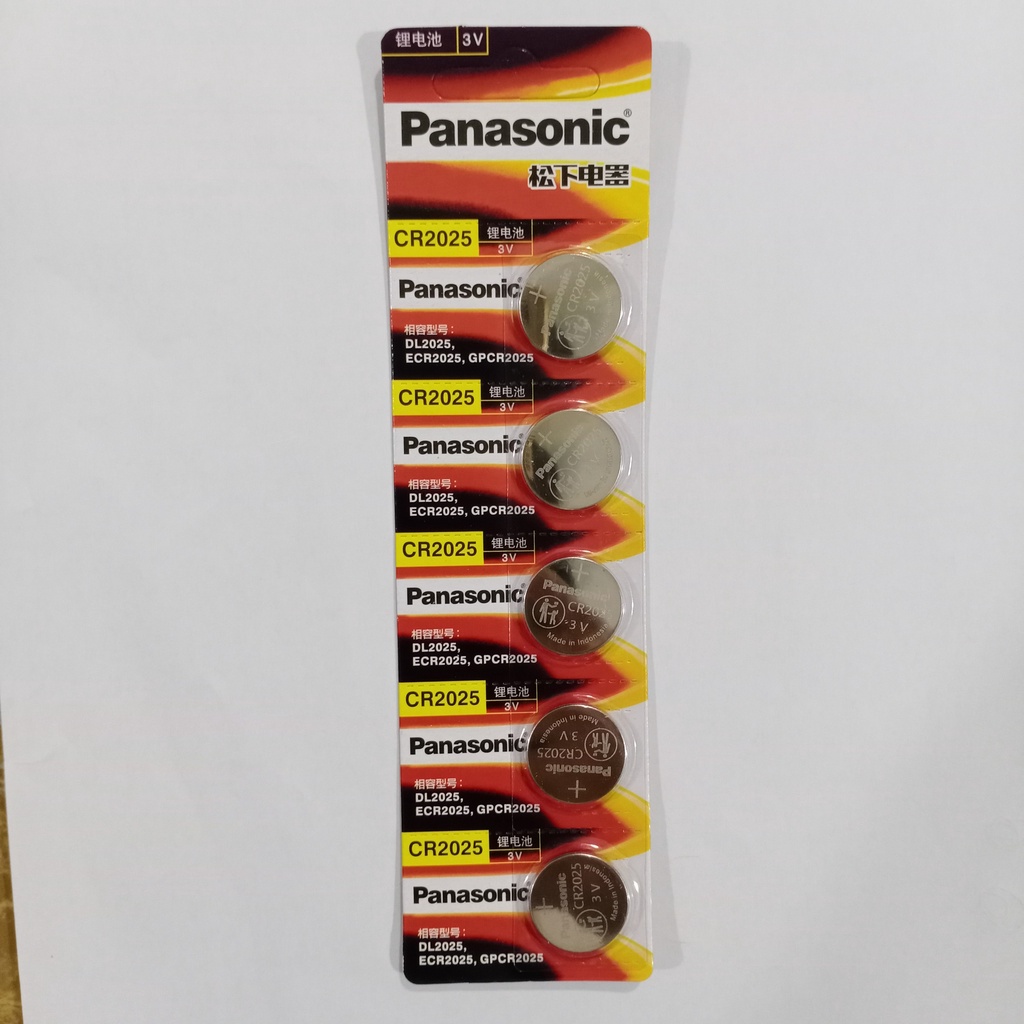 锂电池 3V
Panasonic®
松下电器
CR2025 锂电池 3V
Panasonic
+ Panasonic CR2025 3V
相容型号:
DL2025,
ECR2025, GPCR2025
CR2025 锂电池 3V
Panasonic
+ Panasonic
相容型号:
DL2025,
ECR2025, GPCR2025
CR2025 锂电池 3V
Panasonic
+
Panasonic
3V
Made in Indonesia
相容型号:
DL2025,
ECR2025, GPCR2025
CR2025 锂电池 3V
Panasonic
+
Panasonic
CR2025
3V
Made in Indonesia
相容型号:
DL2025,
ECR2025, GPCR2025
CR2025 锂电池 3V
Panasonic
+
Panasonic
CR2025
3V
Made in Indonesia
相容型号:
DL2025,
ECR2025, GPCR2025